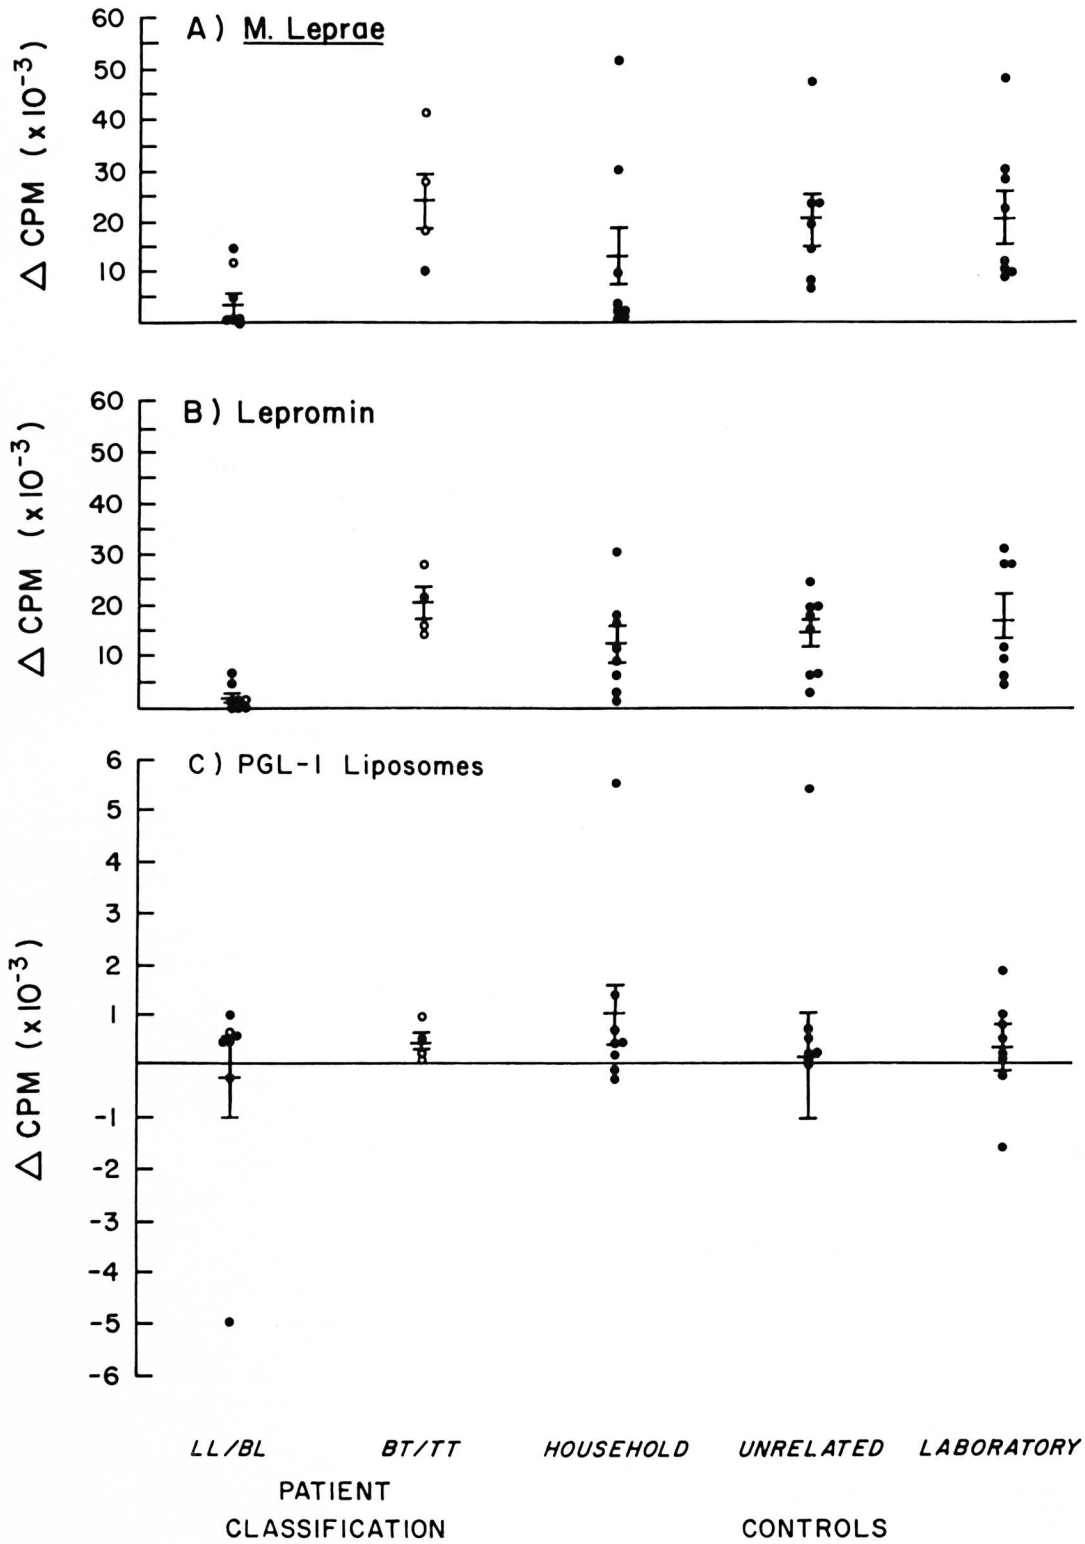 A) M. Leprae
Δ CPM (x10⁻³)
60
50
40
30
20
10
B) Lepromin
Δ CPM (x10⁻³)
60
50
40
30
20
10
C) PGL-I Liposomes
Δ CPM (x10⁻³)
6
5
4
3
2
1
-1
-2
-3
-4
-5
-6
LL/BL BT/TT HOUSEHOLD UNRELATED LABORATORY
PATIENT
CLASSIFICATION CONTROLS